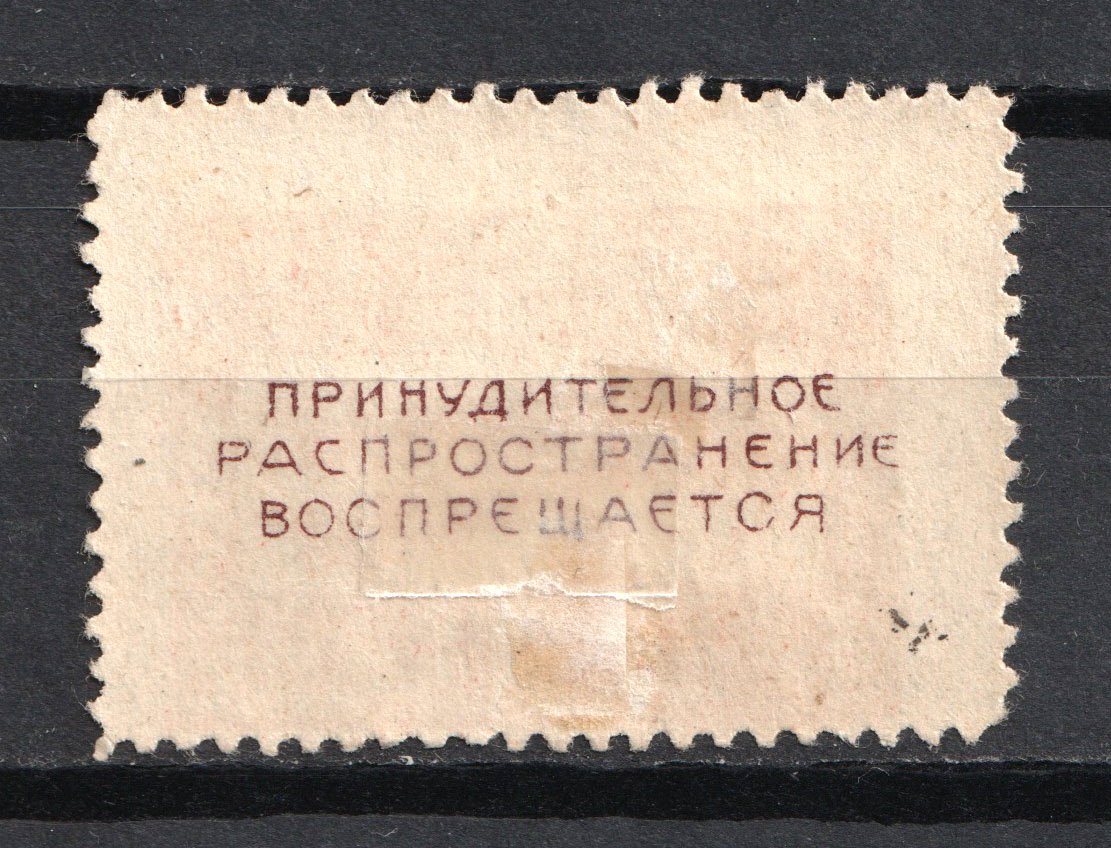 ПРИНУДИТЕЛЬНОЕ
РАСПРОСТРАНЕНИЕ
ВОСПРЕЩАЕТСЯ